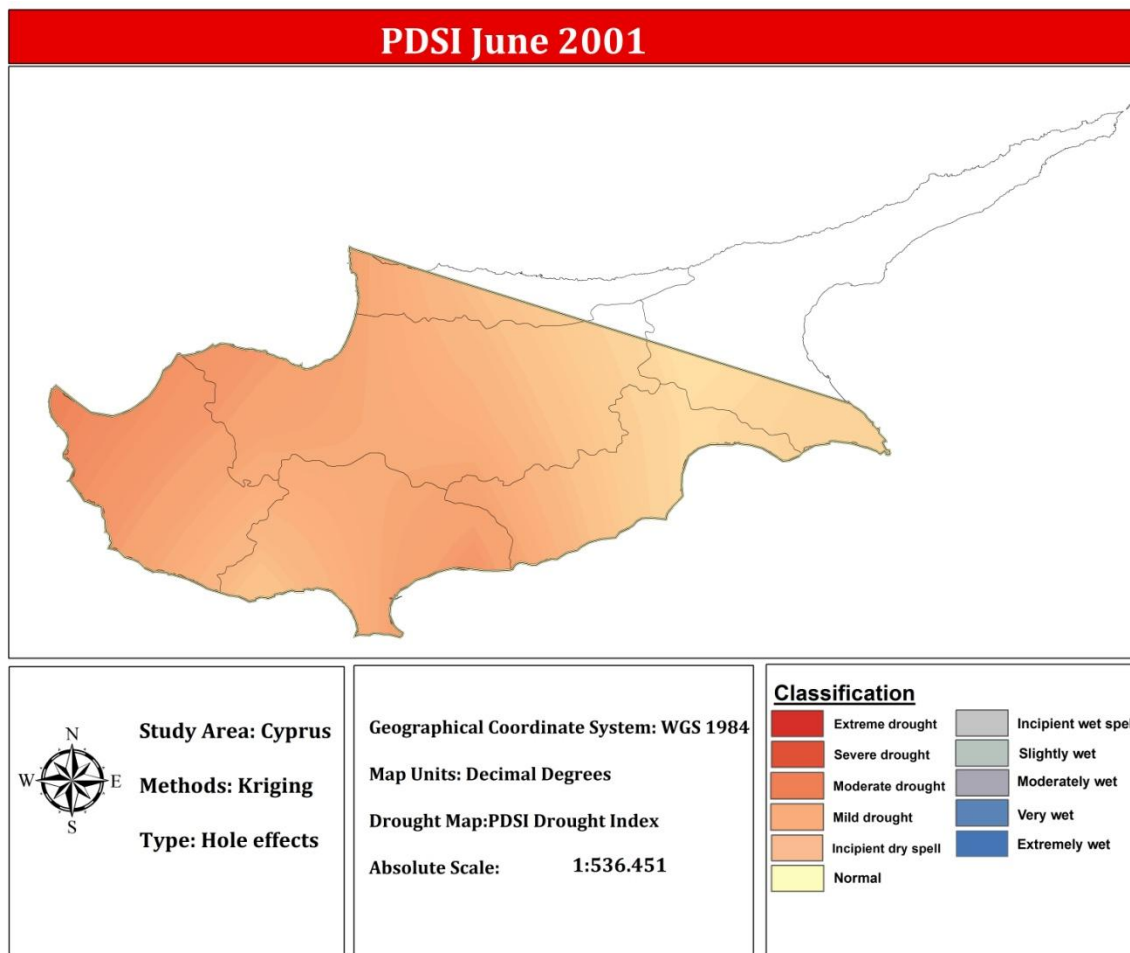 PDSI June 2001
N
W E
S
Study Area: Cyprus
Methods: Kriging
Type: Hole effects
Geographical Coordinate System: WGS 1984
Map Units: Decimal Degrees
Drought Map:PDSI Drought Index
Absolute Scale: 1:536.451
Classification
Extreme drought
Severe drought
Moderate drought
Mild drought
Incipient dry spell
Normal
Incipient wet spel
Slightly wet
Moderately wet
Very wet
Extremely wet